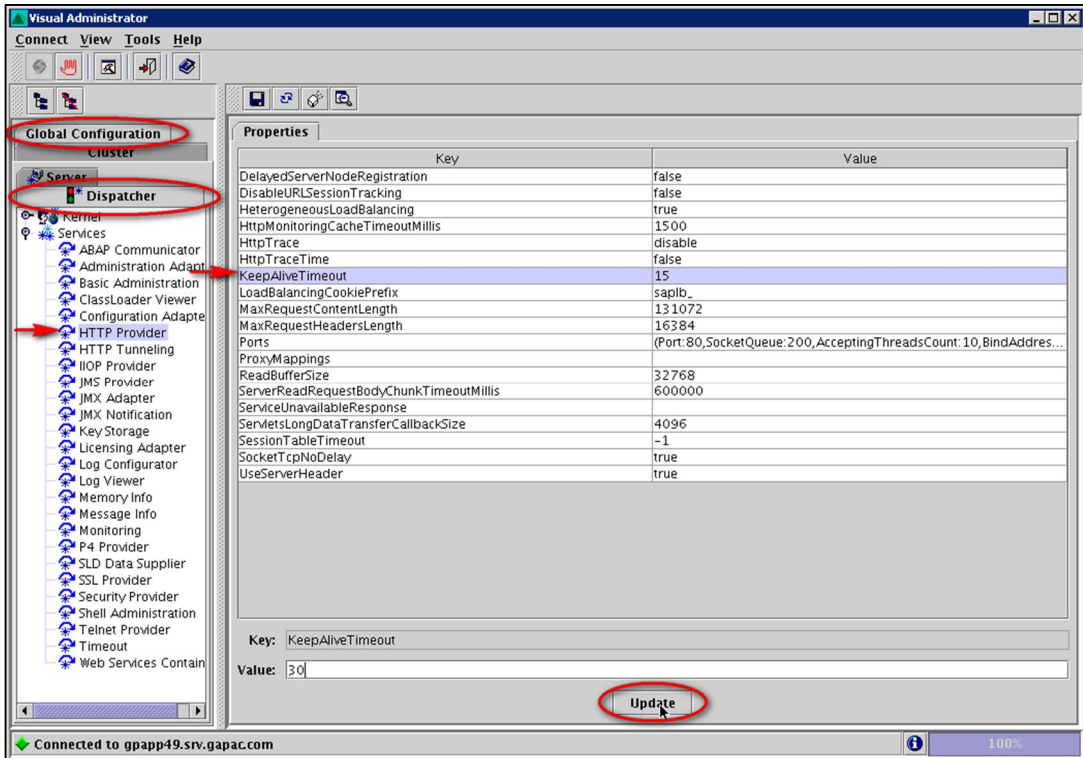 Visual Administrator
Connect View Tools Help
Global Configuration
Cluster
Server
Dispatcher
Kernel
Services
ABAP Communicator
Administration Adapt
Basic Administration
ClassLoader Viewer
Configuration Adapte
HTTP Provider
HTTP Tunneling
IIOP Provider
JMS Provider
JMX Adapter
JMX Notification
Key Storage
Licensing Adapter
Log Configurator
Log Viewer
Memory Info
Message Info
Monitoring
P4 Provider
SLD Data Supplier
SSL Provider
Security Provider
Shell Administration
Telnet Provider
Timeout
Web Services Contain
Properties
Key Value
DelayedServerNodeRegistration false
DisableURLSessionTracking false
HeterogeneousLoadBalancing true
HttpMonitoringCacheTimeoutMillis 1500
HttpTrace disable
HttpTraceTime false
KeepAliveTimeout 15
LoadBalancingCookiePrefix saplb_
MaxRequestContentLength 131072
MaxRequestHeadersLength 16384
Ports (Port:80,SocketQueue:200,AcceptingThreadsCount:10,BindAddres...
ProxyMappings
ReadBufferSize 32768
ServerReadRequestBodyChunkTimeoutMillis 600000
ServiceUnavailableResponse
ServletsLongDataTransferCallbackSize 4096
SessionTableTimeout -1
SocketTcpNoDelay true
UseServerHeader true
Key: KeepAliveTimeout
Value: 30
Update
Connected to gpapp49.srv.gapac.com 100%